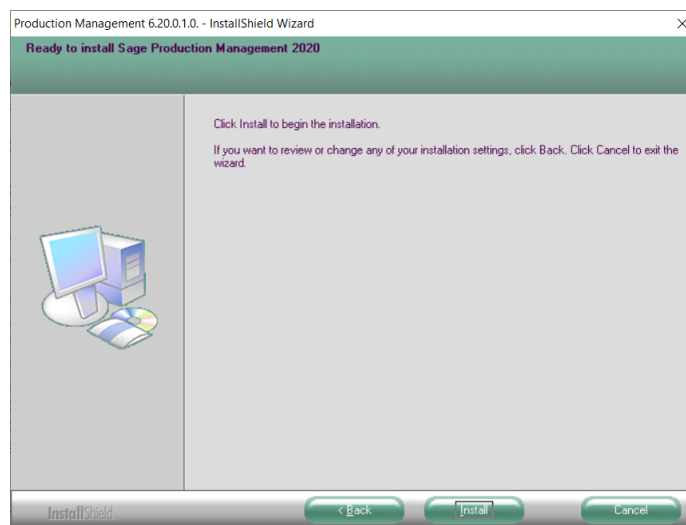 Production Management 6.20.0.1.0. - InstallShield Wizard
Ready to install Sage Production Management 2020
Click Install to begin the installation.
If you want to review or change any of your installation settings, click Back. Click Cancel to exit the
wizard.
InstallShield
< Back
Install
Cancel